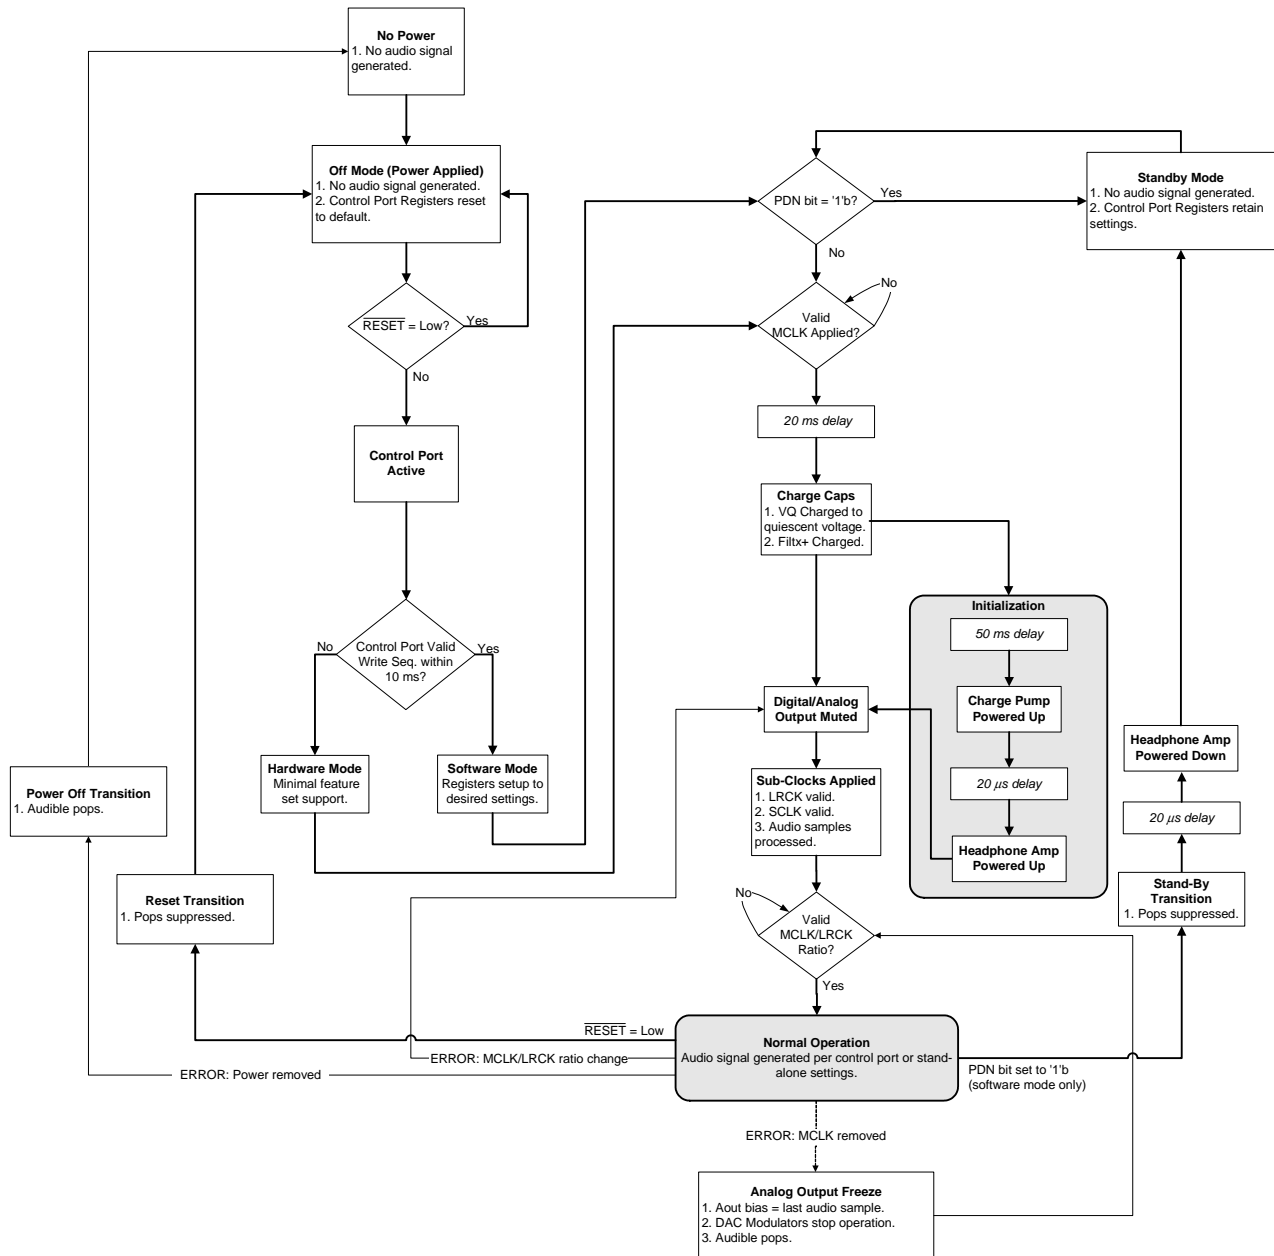 No Power
1. No audio signal
generated.
Off Mode (Power Applied)
1. No audio signal generated.
2. Control Port Registers reset
to default.
RESET = Low?
Yes
No
Control Port
Active
Control Port Valid
Write Seq. within
10 ms?
No
Yes
Hardware Mode
Minimal feature
set support.
Software Mode
Registers setup to
desired settings.
Power Off Transition
1. Audible pops.
Reset Transition
1. Pops suppressed.
PDN bit = '1'b?
Yes
No
Standby Mode
1. No audio signal generated.
2. Control Port Registers retain
settings.
Valid
MCLK Applied?
No
20 ms delay
Charge Caps
1. VQ Charged to
quiescent voltage.
2. Filtx+ Charged.
Initialization
50 ms delay
Charge Pump
Powered Up
20 μs delay
Headphone Amp
Powered Up
Digital/Analog
Output Muted
Sub-Clocks Applied
1. LRCK valid.
2. SCLK valid.
3. Audio samples
processed.
No
Valid
MCLK/LRCK
Ratio?
Yes
Headphone Amp
Powered Down
20 μs delay
Stand-By
Transition
1. Pops suppressed.
Normal Operation
Audio signal generated per control port or stand-
alone settings.
RESET = Low
ERROR: MCLK/LRCK ratio change
ERROR: Power removed
PDN bit set to '1'b
(software mode only)
ERROR: MCLK removed
Analog Output Freeze
1. Aout bias = last audio sample.
2. DAC Modulators stop operation.
3. Audible pops.